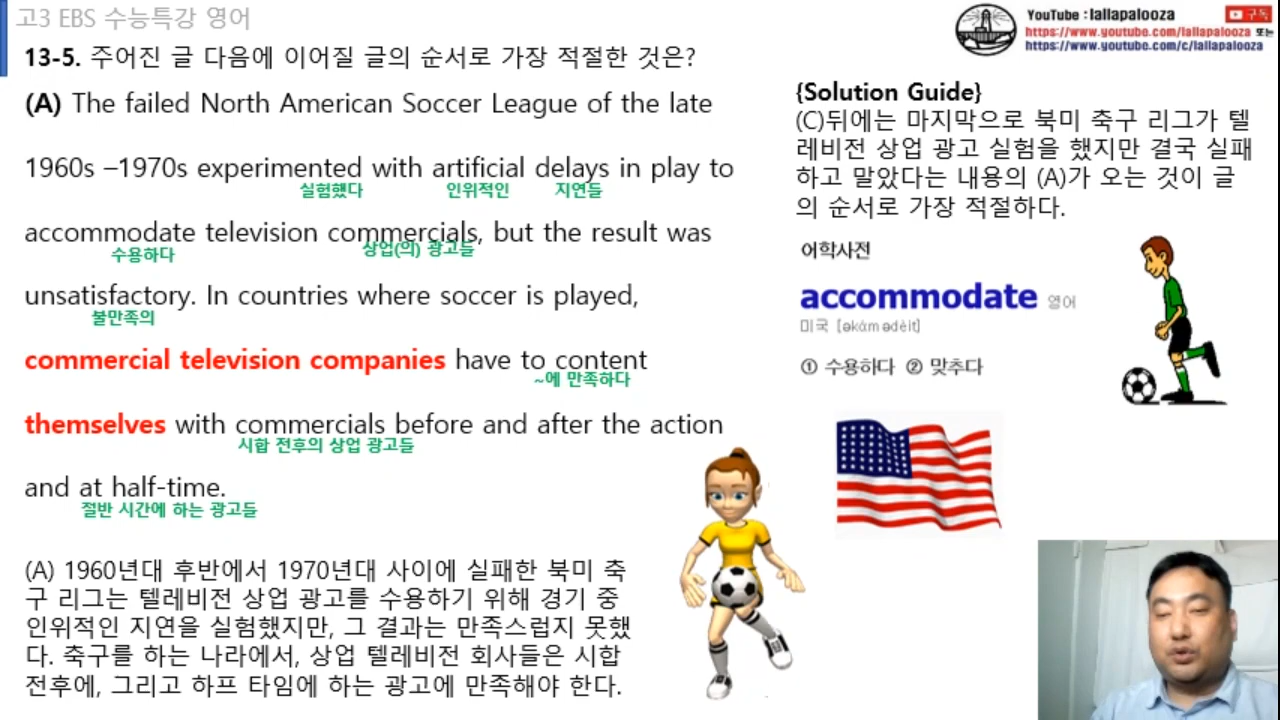 고3 EBS 수능특강 영어
YouTube : lallapalooza
구독
https://www.youtube.com/lallapalooza 또는
https://www.youtube.com/c/lallapalooza
13-5. 주어진 글 다음에 이어질 글의 순서로 가장 적절한 것은?
(A) The failed North American Soccer League of the late
1960s –1970s experimented with artificial delays in play to
실험했다 인위적인 지연들
accommodate television commercials, but the result was
수용하다 상업(의) 광고들
unsatisfactory. In countries where soccer is played,
불만족의
commercial television companies have to content
~에 만족하다
themselves with commercials before and after the action
시합 전후의 상업 광고들
and at half-time.
절반 시간에 하는 광고들
(A) 1960년대 후반에서 1970년대 사이에 실패한 북미 축
구 리그는 텔레비전 상업 광고를 수용하기 위해 경기 중
인위적인 지연을 실험했지만, 그 결과는 만족스럽지 못했
다. 축구를 하는 나라에서, 상업 텔레비전 회사들은 시합
전후에, 그리고 하프 타임에 하는 광고에 만족해야 한다.
{Solution Guide}
(C)뒤에는 마지막으로 북미 축구 리그가 텔
레비전 상업 광고 실험을 했지만 결국 실패
하고 말았다는 내용의 (A)가 오는 것이 글
의 순서로 가장 적절하다.
어학사전
accommodate 영어
미국 [əkάmədèit]
① 수용하다 ② 맞추다